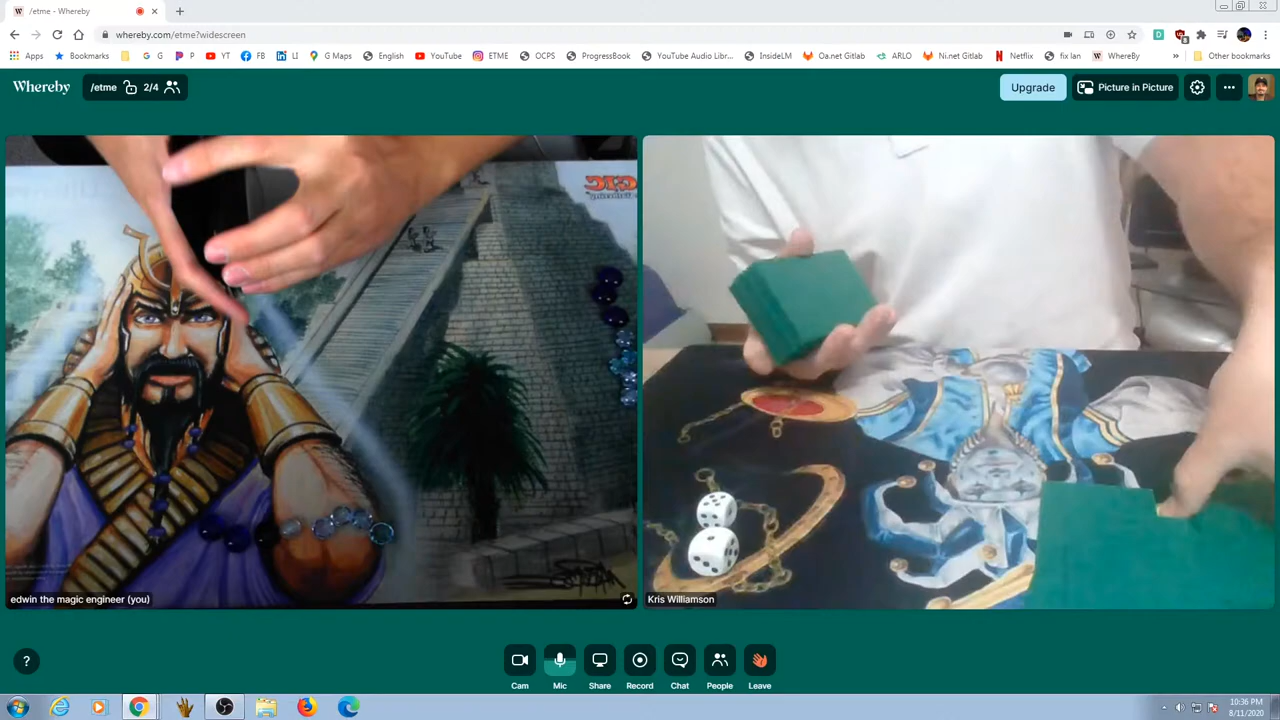 /etme - Whereby
whereby.com/etme?widescreen
Apps Bookmarks G P YT FB LI G Maps English YouTube ETME OCPS ProgressBook YouTube Audio Lib InsideLM Oa.net Gitlab ARLO Ni.net Gitlab Netflix fix lan WhereBy » Other bookmarks
Whereby /etme 2/4 Upgrade Picture in Picture
edwin the magic engineer (you)
Kris Williamson
?
Cam Mic Share Record Chat People Leave
10:36 PM
8/11/2020